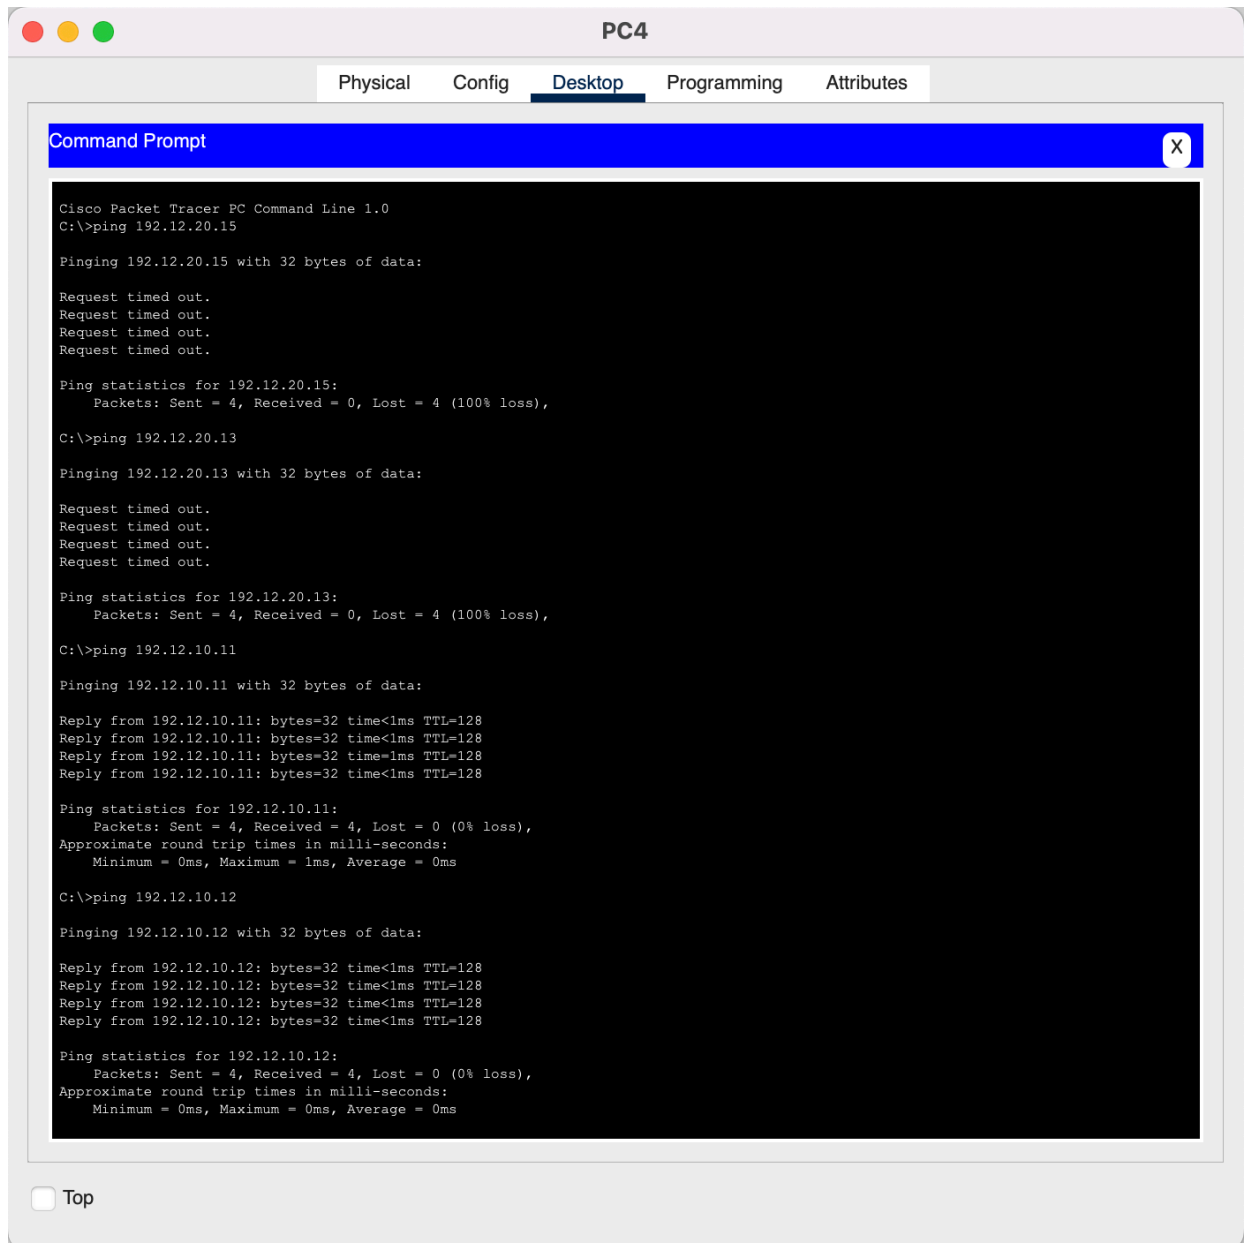 PC4
Physical Config Desktop Programming Attributes
Command Prompt
X
Cisco Packet Tracer PC Command Line 1.0
C:\>ping 192.12.20.15
Pinging 192.12.20.15 with 32 bytes of data:
Request timed out.
Request timed out.
Request timed out.
Request timed out.
Ping statistics for 192.12.20.15:
Packets: Sent = 4, Received = 0, Lost = 4 (100% loss),
C:\>ping 192.12.20.13
Pinging 192.12.20.13 with 32 bytes of data:
Request timed out.
Request timed out.
Request timed out.
Request timed out.
Ping statistics for 192.12.20.13:
Packets: Sent = 4, Received = 0, Lost = 4 (100% loss),
C:\>ping 192.12.10.11
Pinging 192.12.10.11 with 32 bytes of data:
Reply from 192.12.10.11: bytes=32 time<1ms TTL=128
Reply from 192.12.10.11: bytes=32 time<1ms TTL=128
Reply from 192.12.10.11: bytes=32 time=1ms TTL=128
Reply from 192.12.10.11: bytes=32 time<1ms TTL=128
Ping statistics for 192.12.10.11:
Packets: Sent = 4, Received = 4, Lost = 0 (0% loss),
Approximate round trip times in milli-seconds:
Minimum = 0ms, Maximum = 1ms, Average = 0ms
C:\>ping 192.12.10.12
Pinging 192.12.10.12 with 32 bytes of data:
Reply from 192.12.10.12: bytes=32 time<1ms TTL=128
Reply from 192.12.10.12: bytes=32 time<1ms TTL=128
Reply from 192.12.10.12: bytes=32 time<1ms TTL=128
Reply from 192.12.10.12: bytes=32 time<1ms TTL=128
Ping statistics for 192.12.10.12:
Packets: Sent = 4, Received = 4, Lost = 0 (0% loss),
Approximate round trip times in milli-seconds:
Minimum = 0ms, Maximum = 0ms, Average = 0ms
Top